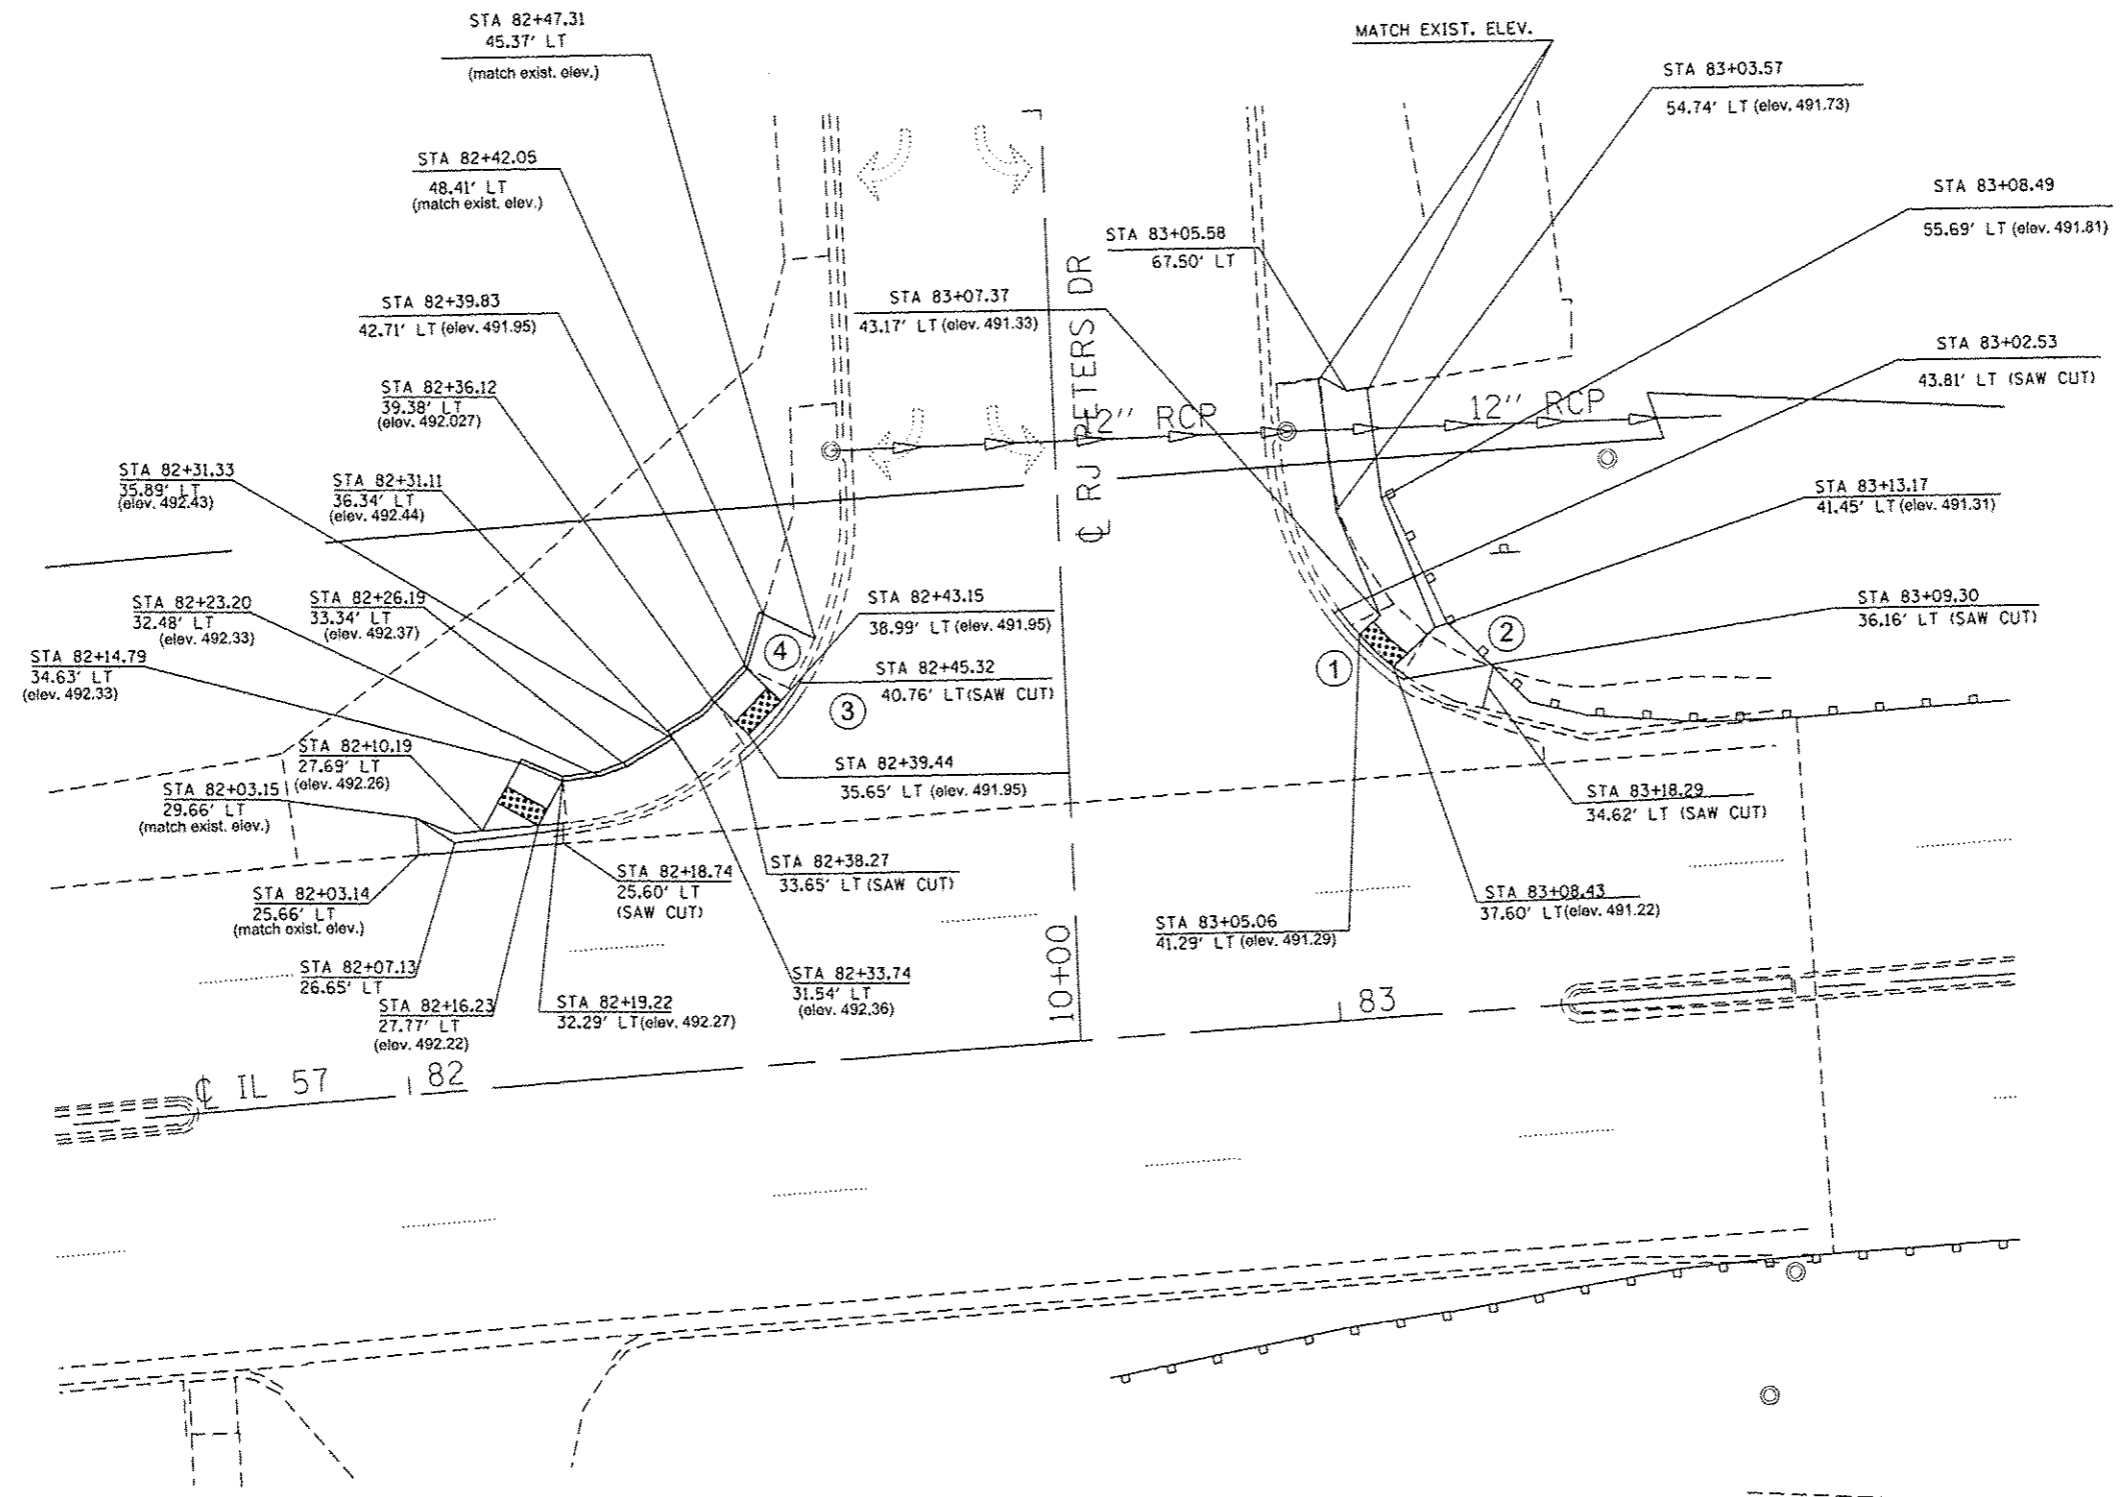 STA 82+47.31
45.37' LT
(match exist. elev.)
MATCH EXIST. ELEV.
STA 83+03.57
54.74' LT (elev. 491.73)
STA 82+42.05
48.41' LT
(match exist. elev.)
STA 83+08.49
55.69' LT (elev. 491.81)
STA 83+05.58
67.50' LT
STA 82+39.83
42.71' LT (elev. 491.95)
STA 83+07.37
43.17' LT (elev. 491.33)
℄ RJ PETERS DR
STA 83+02.53
43.81' LT (SAW CUT)
STA 82+36.12
39.38' LT
(elev. 492.027)
12'' RCP
12'' RCP
STA 82+31.33
35.89' LT
(elev. 492.43)
STA 82+31.11
36.34' LT
(elev. 492.44)
STA 83+13.17
41.45' LT (elev. 491.31)
STA 82+23.20
32.48' LT
(elev. 492.33)
STA 82+26.19
33.34' LT
(elev. 492.37)
STA 82+43.15
38.99' LT (elev. 491.95)
STA 83+09.30
36.16' LT (SAW CUT)
2
1
4
STA 82+14.79
34.63' LT
(elev. 492.33)
STA 82+45.32
40.76' LT (SAW CUT)
3
STA 82+10.19
27.69' LT
(elev. 492.26)
STA 82+39.44
35.65' LT (elev. 491.95)
STA 82+03.15
29.66' LT
(match exist. elev.)
STA 83+18.29
34.62' LT (SAW CUT)
STA 82+38.27
33.65' LT (SAW CUT)
STA 82+18.74
25.60' LT
(SAW CUT)
STA 82+03.14
25.66' LT
(match exist. elev.)
STA 83+08.43
37.60' LT (elev. 491.22)
STA 83+05.06
41.29' LT (elev. 491.29)
STA 82+07.13
26.65' LT
STA 82+33.74
31.54' LT
(elev. 492.36)
STA 82+16.23
27.77' LT
(elev. 492.22)
STA 82+19.22
32.29' LT (elev. 492.27)
10+00
83
℄ IL 57
82